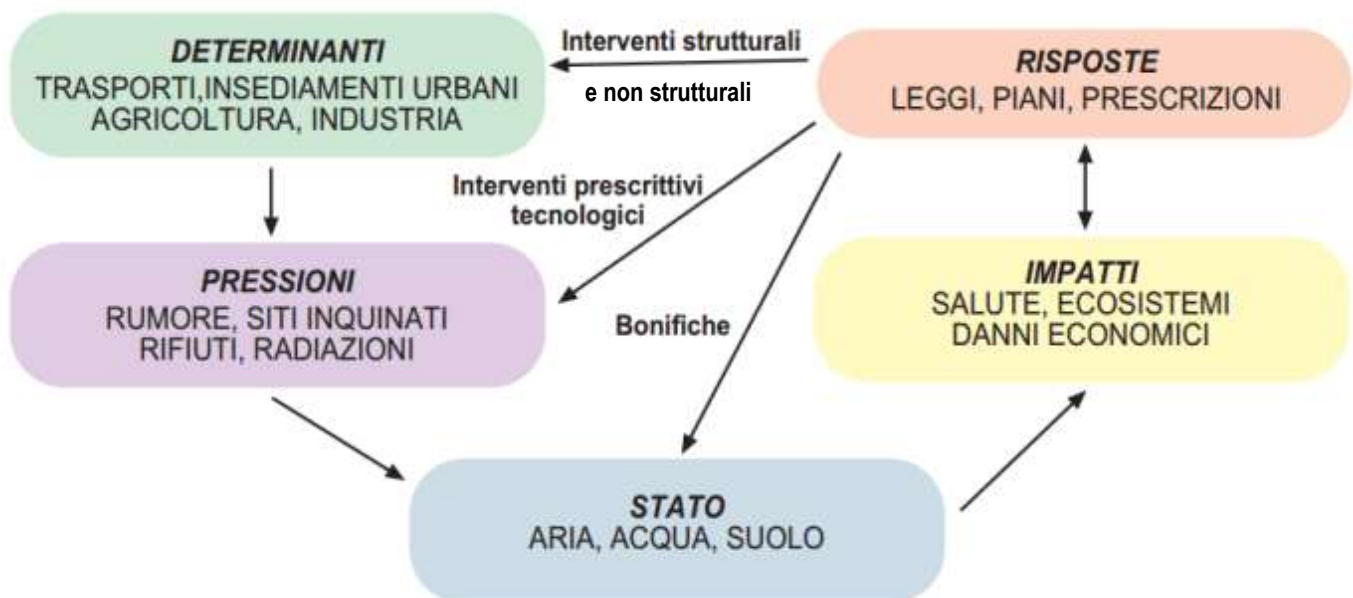 DETERMINANTI
TRASPORTI,INSEDIAMENTI URBANI
AGRICOLTURA, INDUSTRIA
Interventi strutturali
e non strutturali
RISPOSTE
LEGGI, PIANI, PRESCRIZIONI
Interventi prescrittivi
tecnologici
PRESSIONI
RUMORE, SITI INQUINATI
RIFIUTI, RADIAZIONI
Bonifiche
IMPATTI
SALUTE, ECOSISTEMI
DANNI ECONOMICI
STATO
ARIA, ACQUA, SUOLO